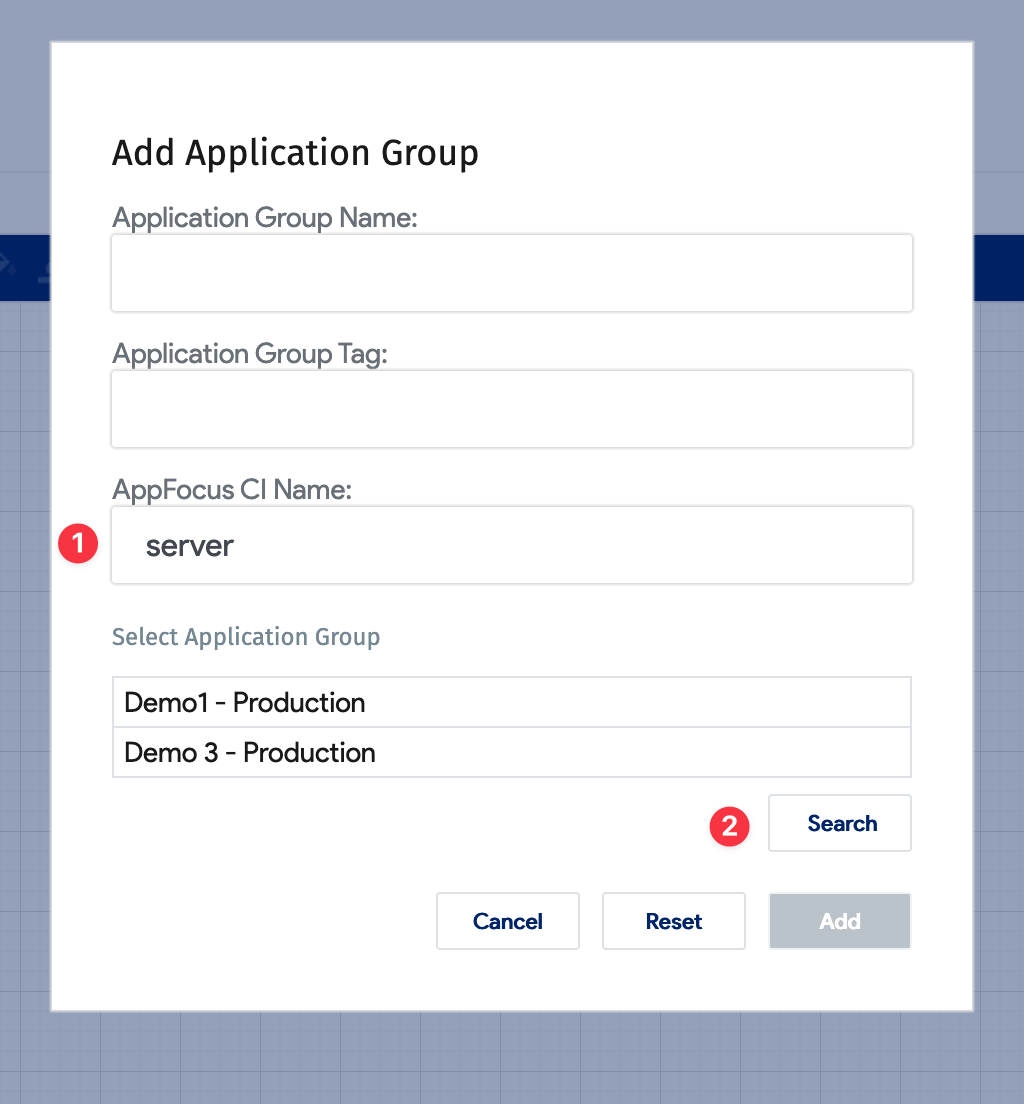 Add Application Group
Application Group Name:
Application Group Tag:
AppFocus CI Name:
1
server
Select Application Group
Demo1 - Production
Demo 3 - Production
2
Search
Cancel
Reset
Add